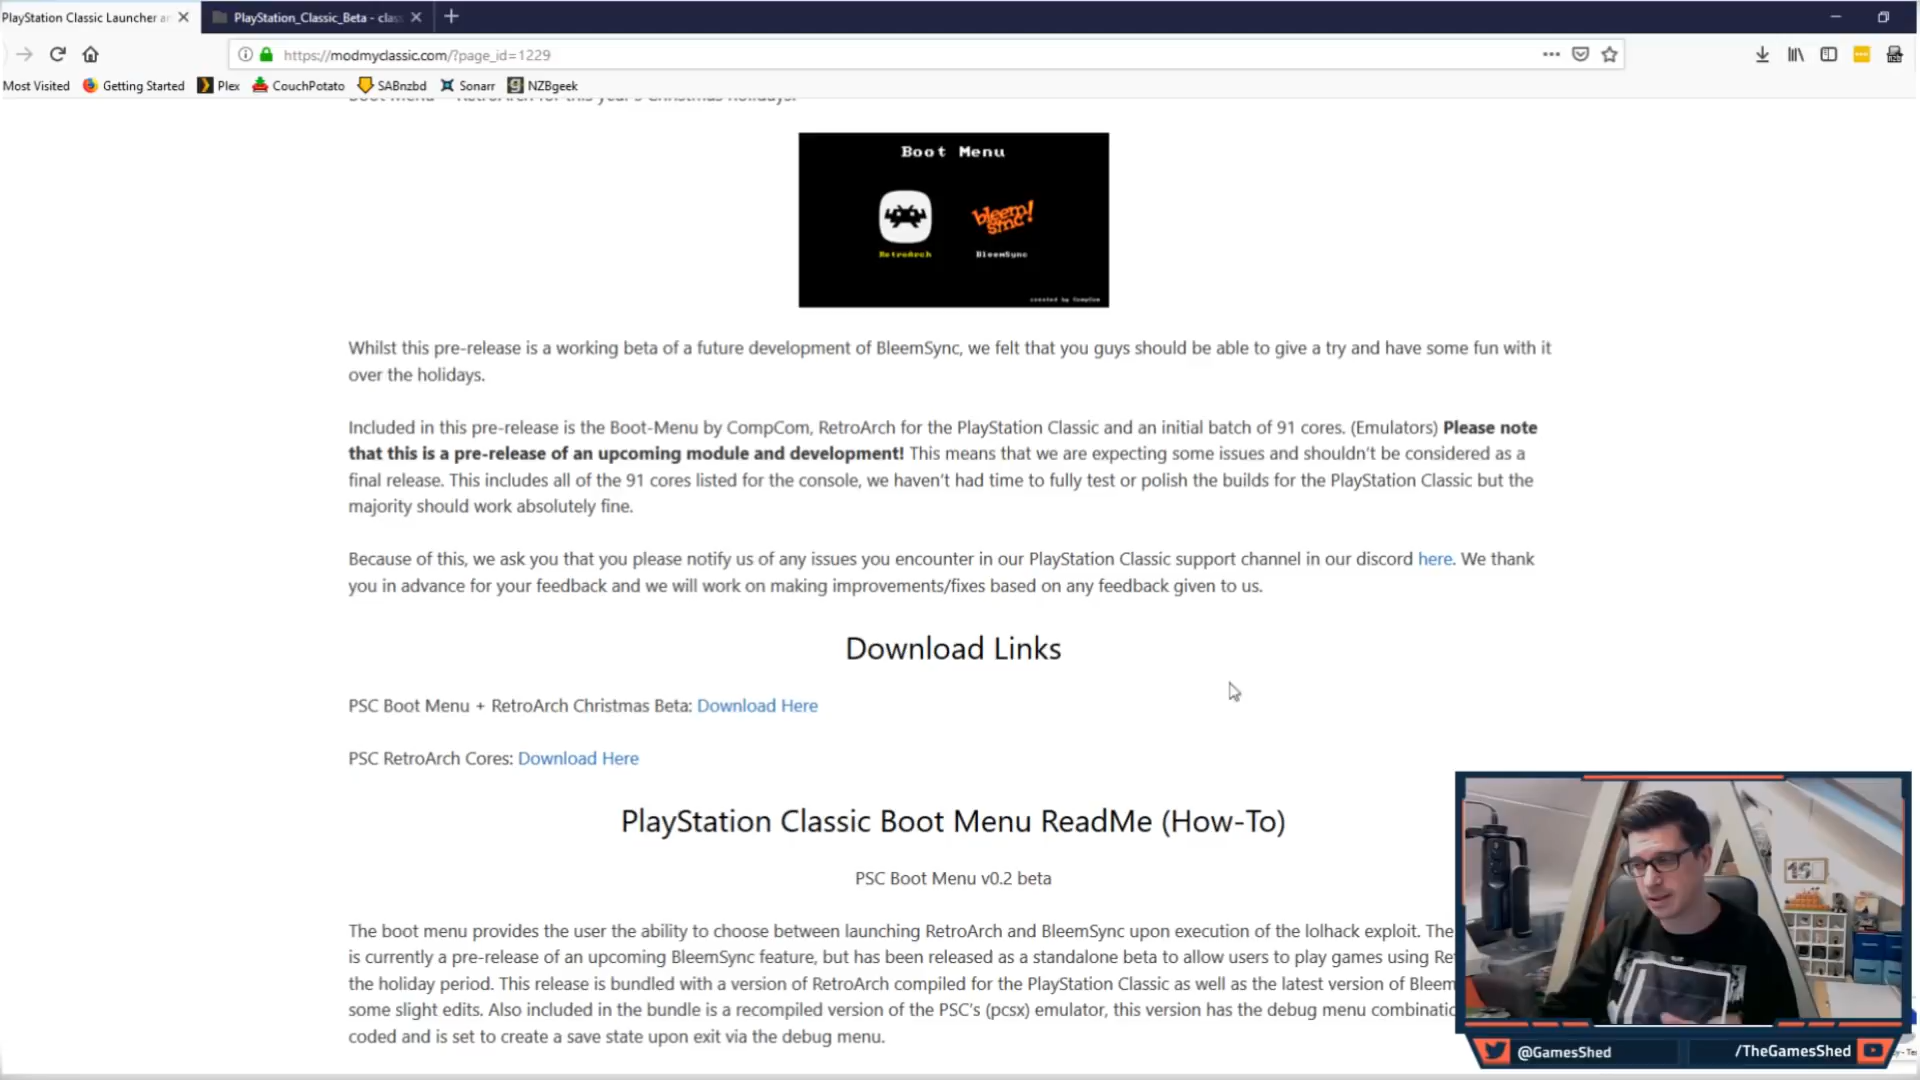 PlayStation Classic Launcher
PlayStation_Classic_Beta - clas
https://modmyclassic.com/?page_id=1229
Most Visited Getting Started Plex CouchPotato SABnzbd Sonarr NZBgeek
Boot Menu
RetroArch BleemSync
bleem!
sync
created by CompCom
Whilst this pre-release is a working beta of a future development of BleemSync, we felt that you guys should be able to give a try and have some fun with it
over the holidays.
Included in this pre-release is the Boot-Menu by CompCom, RetroArch for the PlayStation Classic and an initial batch of 91 cores. (Emulators) Please note
that this is a pre-release of an upcoming module and development! This means that we are expecting some issues and shouldn't be considered as a
final release. This includes all of the 91 cores listed for the console, we haven't had time to fully test or polish the builds for the PlayStation Classic but the
majority should work absolutely fine.
Because of this, we ask you that you please notify us of any issues you encounter in our PlayStation Classic support channel in our discord here. We thank
you in advance for your feedback and we will work on making improvements/fixes based on any feedback given to us.
Download Links
PSC Boot Menu + RetroArch Christmas Beta: Download Here
PSC RetroArch Cores: Download Here
PlayStation Classic Boot Menu ReadMe (How-To)
PSC Boot Menu v0.2 beta
The boot menu provides the user the ability to choose between launching RetroArch and BleemSync upon execution of the lolhack exploit. The
is currently a pre-release of an upcoming BleemSync feature, but has been released as a standalone beta to allow users to play games using Re
the holiday period. This release is bundled with a version of RetroArch compiled for the PlayStation Classic as well as the latest version of Bleem
some slight edits. Also included in the bundle is a recompiled version of the PSC's (pcsx) emulator, this version has the debug menu combinatio
coded and is set to create a save state upon exit via the debug menu.
@GamesShed
/TheGamesShed